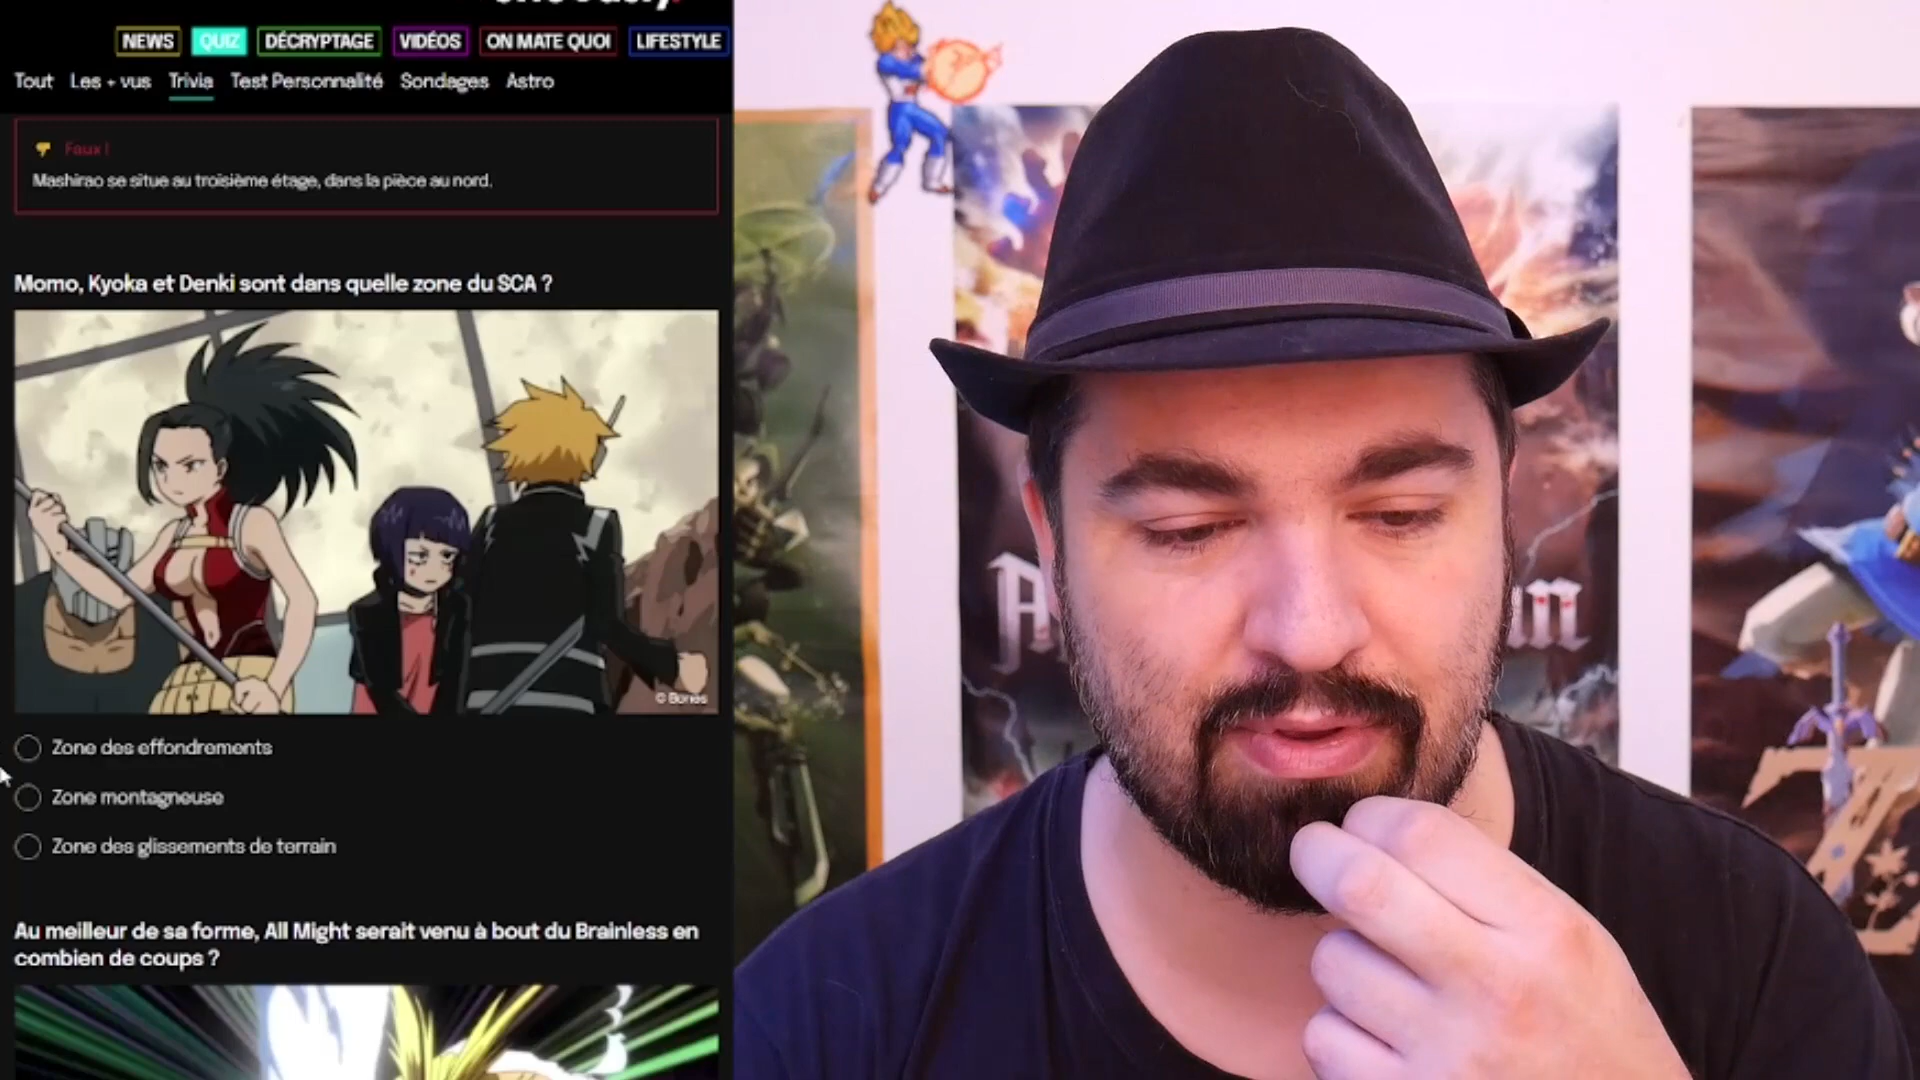 NEWS QUIZ DÉCRYPTAGE VIDÉOS ON MATE QUOI LIFESTYLE
Tout Les + vus Trivia Test Personnalité Sondages Astro
Faux !
Mashirao se situe au troisième étage, dans la pièce au nord.
Momo, Kyoka et Denki sont dans quelle zone du SCA ?
© Bones
Zone des effondrements
Zone montagneuse
Zone des glissements de terrain
Au meilleur de sa forme, All Might serait venu à bout du Brainless en
combien de coups ?